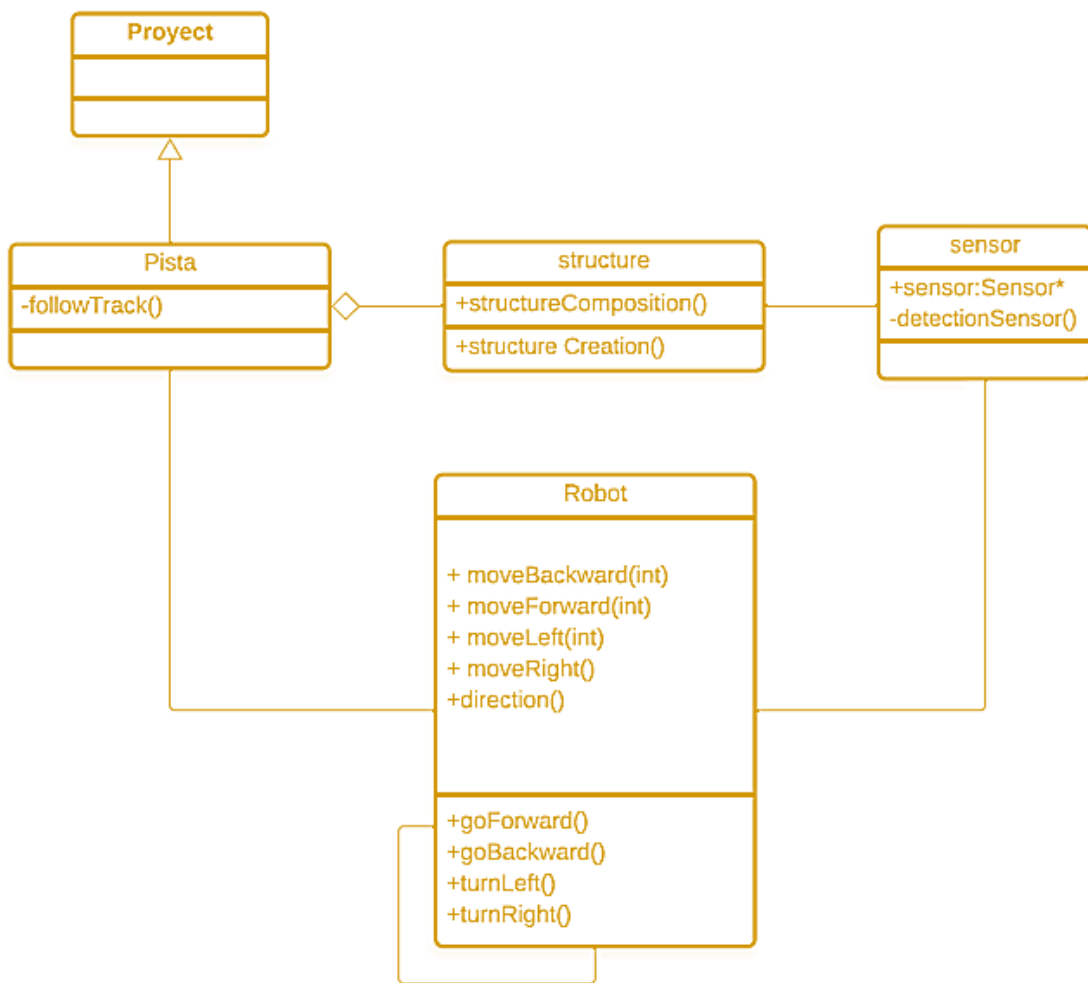 Proyect
Pista
-followTrack()
structure
+structureComposition()
+structure Creation()
sensor
+sensor:Sensor*
-detectionSensor()
Robot
+ moveBackward(int)
+ moveForward(int)
+ moveLeft(int)
+ moveRight()
+direction()
+goForward()
+goBackward()
+turnLeft()
+turnRight()